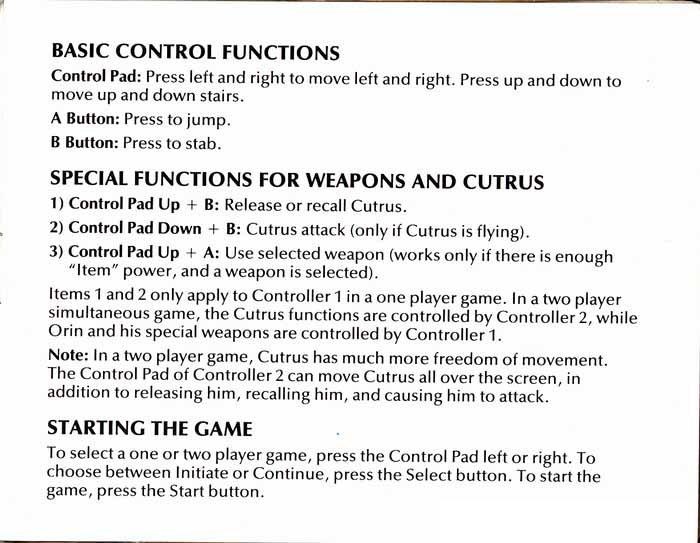 BASIC CONTROL FUNCTIONS
Control Pad: Press left and right to move left and right. Press up and down to
move up and down stairs.
A Button: Press to jump.
B Button: Press to stab.
SPECIAL FUNCTIONS FOR WEAPONS AND CUTRUS
1) Control Pad Up + B: Release or recall Cutrus.
2) Control Pad Down + B: Cutrus attack (only if Cutrus is flying).
3) Control Pad Up + A: Use selected weapon (works only if there is enough
"Item" power, and a weapon is selected).
Items 1 and 2 only apply to Controller 1 in a one player game. In a two player
simultaneous game, the Cutrus functions are controlled by Controller 2, while
Orin and his special weapons are controlled by Controller 1.
Note: In a two player game, Cutrus has much more freedom of movement.
The Control Pad of Controller 2 can move Cutrus all over the screen, in
addition to releasing him, recalling him, and causing him to attack.
STARTING THE GAME
To select a one or two player game, press the Control Pad left or right. To
choose between Initiate or Continue, press the Select button. To start the
game, press the Start button.